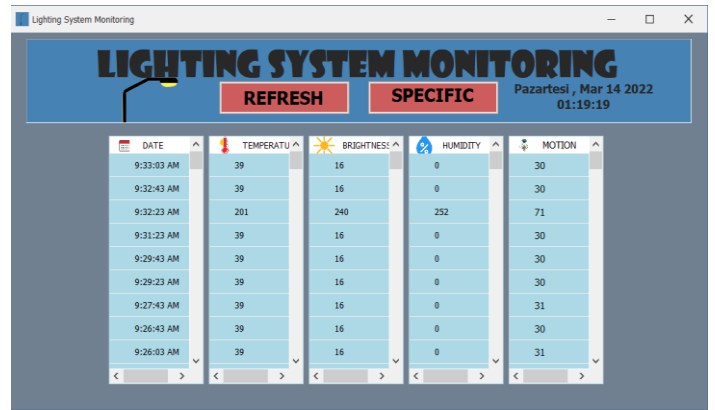 Lighting System Monitoring
LIGHTING SYSTEM MONITORING
REFRESH SPECIFIC Pazartesi , Mar 14 2022
01:19:19
DATE TEMPERATU BRIGHTNESS HUMIDITY MOTION
9:33:03 AM 39 16 0 30
9:32:43 AM 39 16 0 30
9:32:23 AM 201 240 252 71
9:31:23 AM 39 16 0 30
9:29:43 AM 39 16 0 30
9:29:23 AM 39 16 0 30
9:27:43 AM 39 16 0 31
9:26:43 AM 39 16 0 30
9:26:03 AM 39 16 0 31